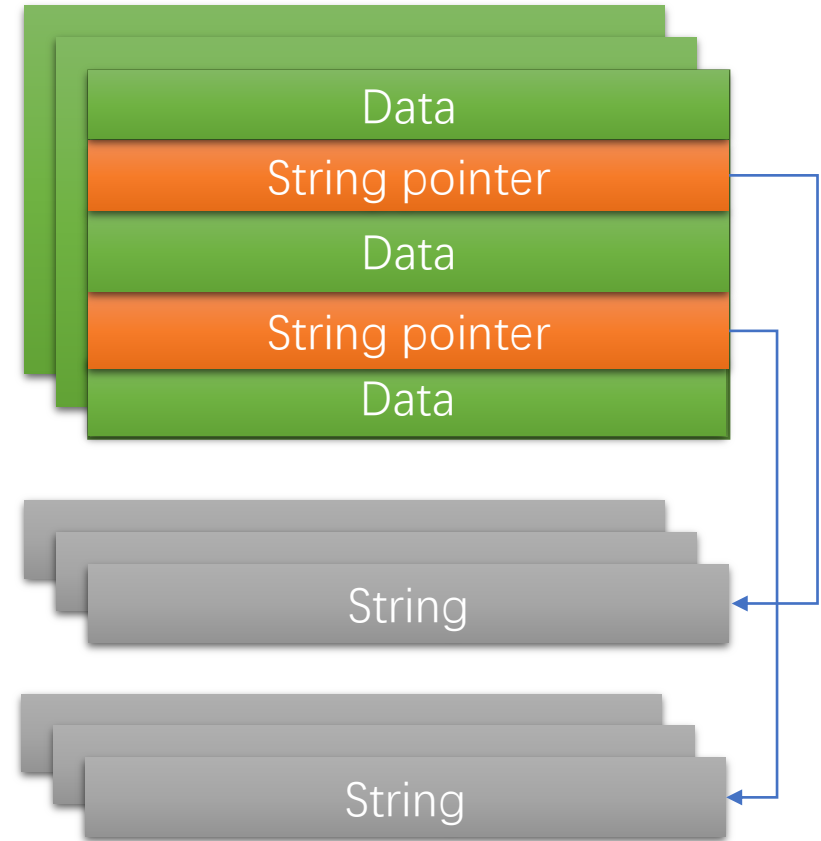 Data
String pointer
Data
String pointer
Data
String
String